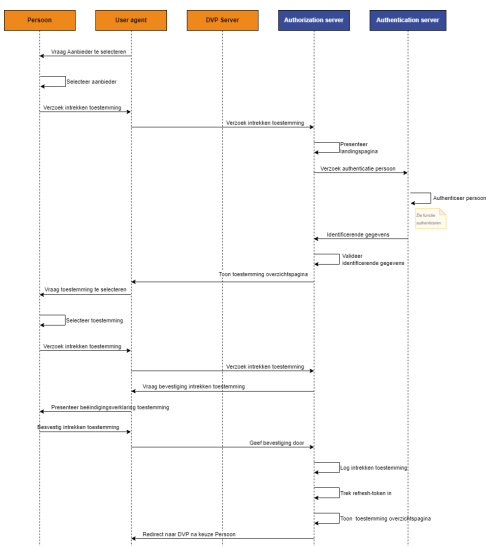 Persoon
User agent
DVP Server
Authorization server
Authentication server
Vraag Aanbieder te selecteren
Selecteer aanbieder
Verzoek intrekken toestemming
Verzoek intrekken toestemming
Presenteer
landingspagina
Verzoek authenticatie persoon
Authenticeer persoon
Zie functie
authenticeren
Identificerende gegevens
Valideer
identificerende gegevens
Toon toestemming overzichtspagina
Vraag toestemming te selecteren
Selecteer toestemming
Verzoek intrekken toestemming
Verzoek intrekken toestemming
Vraag bevestiging intrekken toestemming
Presenteer beëindigingsverklaring toestemming
Besvestig intrekken toestemming
Geef bevestiging door
Log intrekken toestemming
Trek refresh-token in
Toon toestemming overzichtspagina
Redirect naar DVP na keuze Persoon